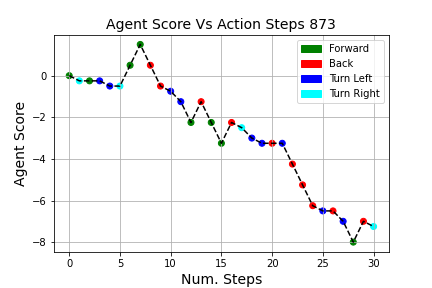 Agent Score Vs Action Steps 873
Forward
Back
Turn Left
Turn Right
Agent Score
0
−2
−4
−6
−8
0 5 10 15 20 25 30
Num. Steps